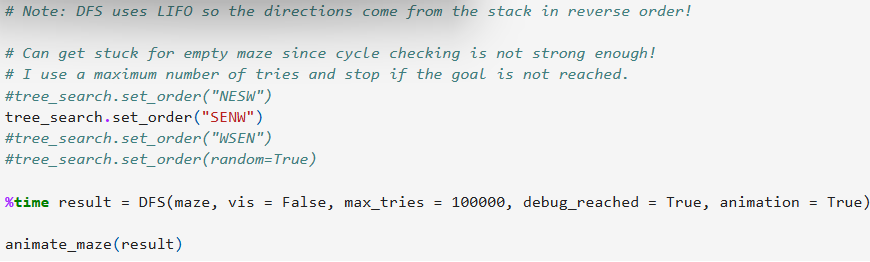 # Note: DFS uses LIFO so the directions come from the stack in reverse order!
# Can get stuck for empty maze since cycle checking is not strong enough!
# I use a maximum number of tries and stop if the goal is not reached.
#tree_search.set_order("NESW")
tree_search.set_order("SENW")
#tree_search.set_order("WSEN")
#tree_search.set_order(random=True)
%time result = DFS(maze, vis = False, max_tries = 100000, debug_reached = True, animation = True)
animate_maze(result)